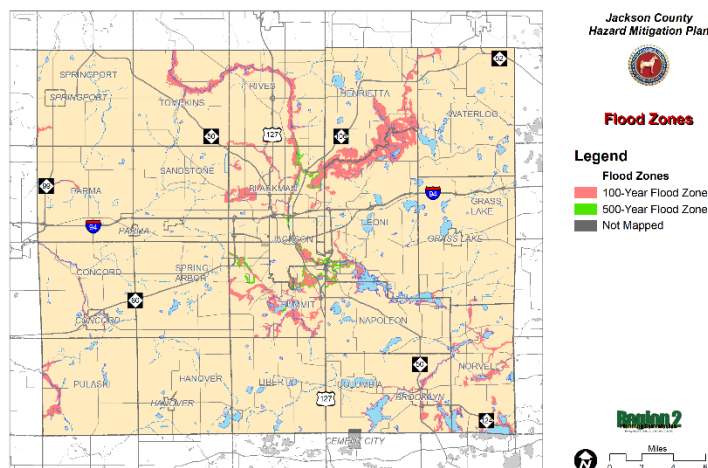 Jackson County
Hazard Mitigation Plan
Flood Zones
Legend
Flood Zones
100-Year Flood Zone
500-Year Flood Zone
Not Mapped
Region 2
Miles
0 2 4 6
N
SPRINGPORT
SPRINGPORT
TOMPKINS
RIVES
HENRIETTA
WATERLOO
52
50
127
106
SANDSTONE
BLACKMAN
99
PARMA
94
PARMA
94
LEONI
GRASS
LAKE
GRASS LAKE
JACKSON
CONCORD
SPRING
ARBOR
60
CONCORD
SUMMIT
NAPOLEON
PULASKI
HANOVER
HANOVER
LIBERTY
127
COLUMBIA
50
NORVELL
BROOKLYN
124
CEMENT CITY